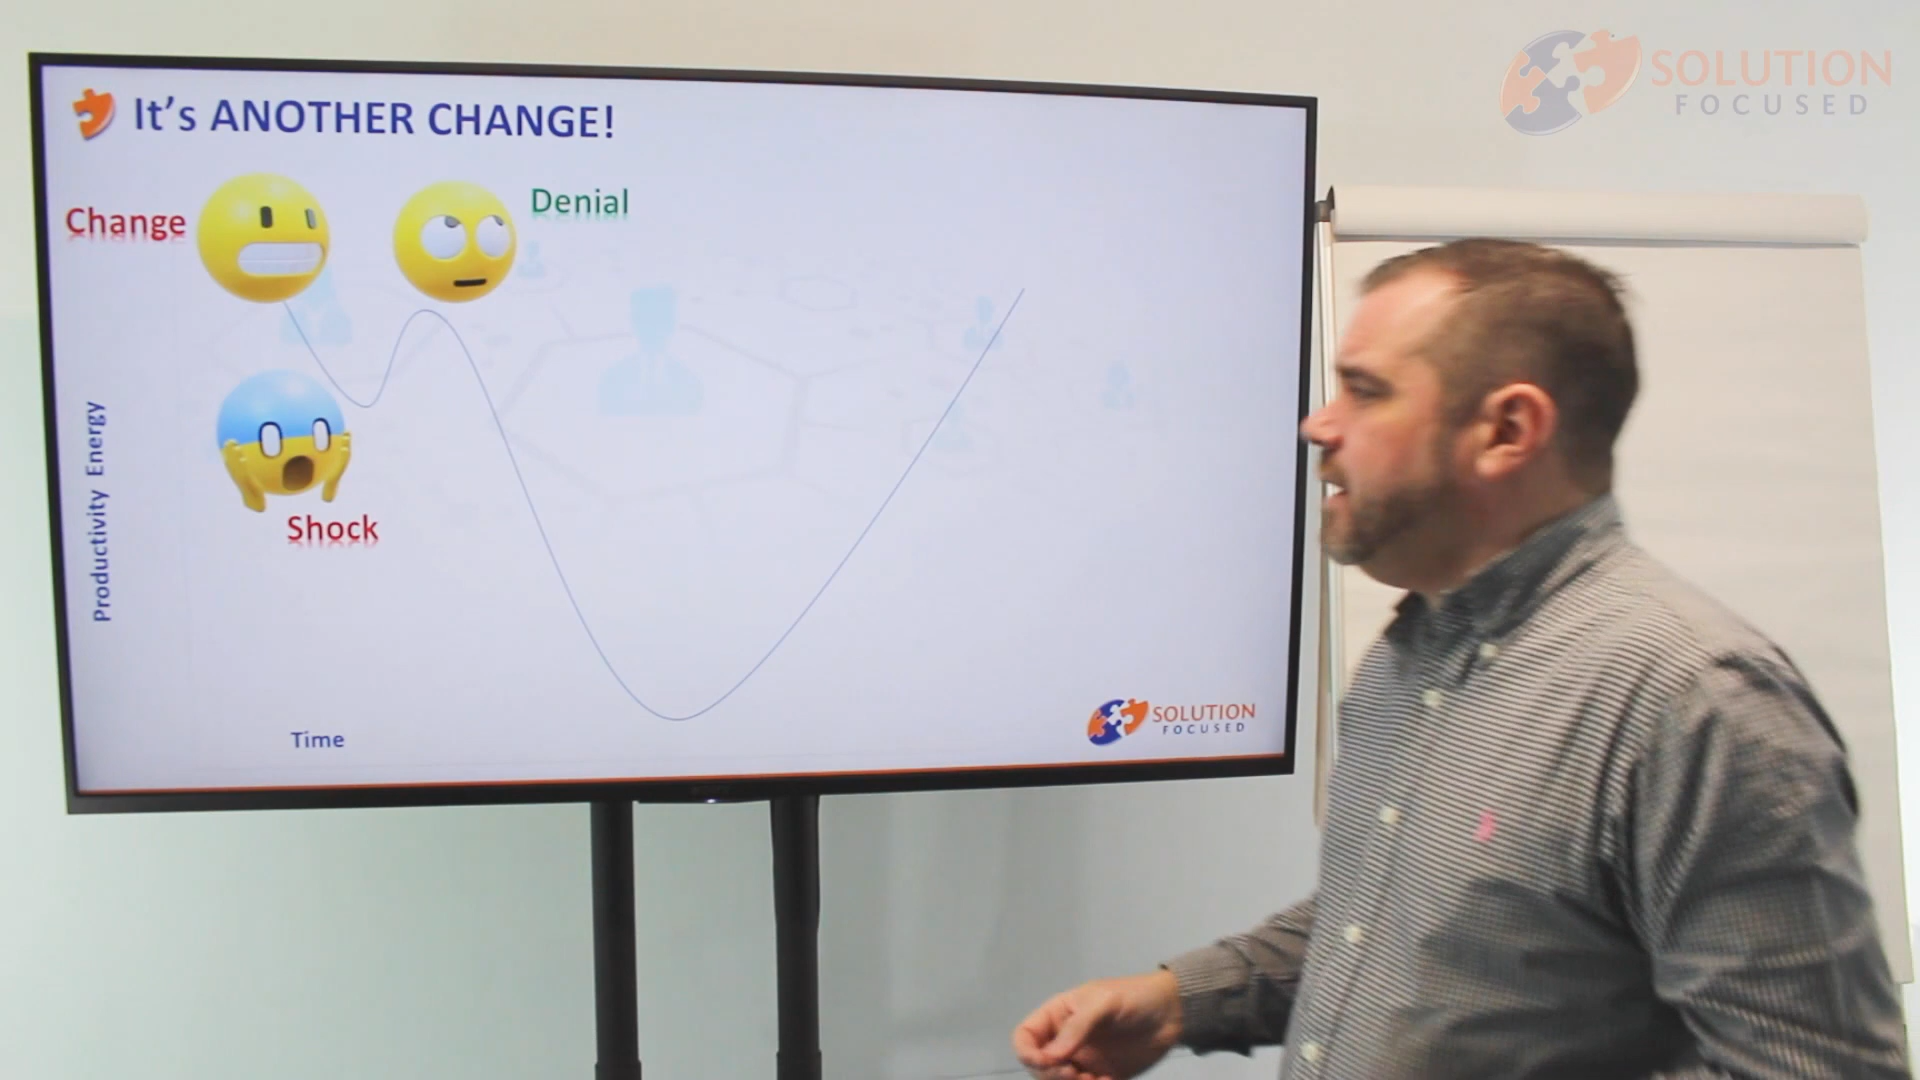 SOLUTION
FOCUSED
It's ANOTHER CHANGE!
Change
Denial
Shock
Productivity Energy
Time
SOLUTION
FOCUSED